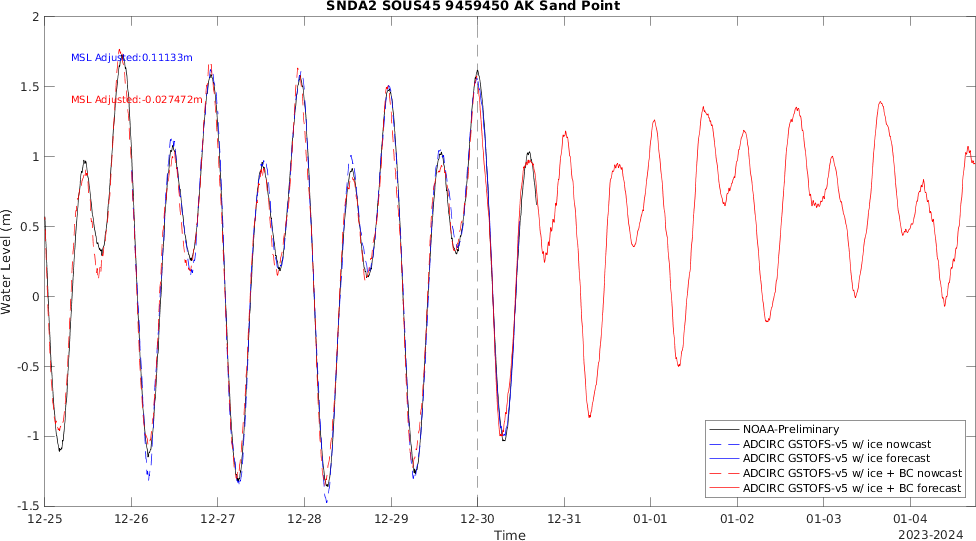 SNDA2 SOUS45 9459450 AK Sand Point
2
1.5
1
0.5
0
-0.5
-1
-1.5
Water Level (m)
MSL Adjusted:0.11133m
MSL Adjusted:-0.027472m
NOAA-Preliminary
ADCIRC GSTOFS-v5 w/ ice nowcast
ADCIRC GSTOFS-v5 w/ ice forecast
ADCIRC GSTOFS-v5 w/ ice + BC nowcast
ADCIRC GSTOFS-v5 w/ ice + BC forecast
12-25 12-26 12-27 12-28 12-29 12-30 12-31 01-01 01-02 01-03 01-04
Time
2023-2024